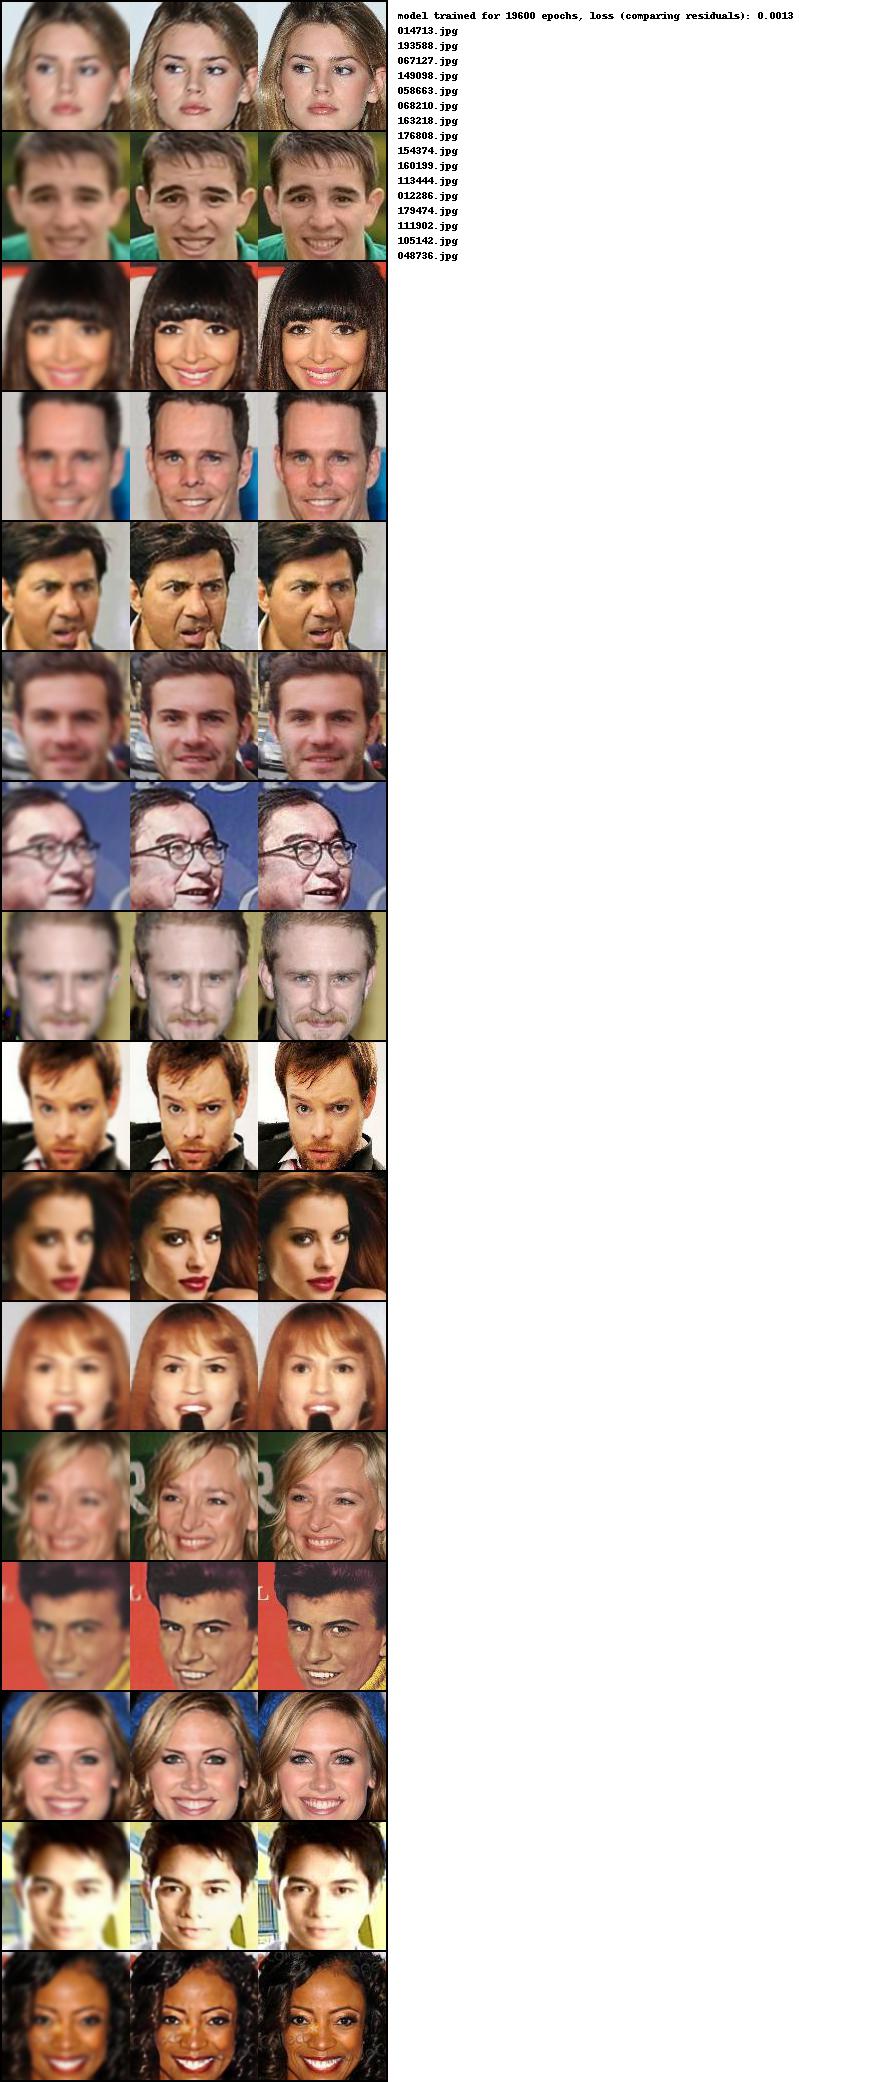 model trained for 19600 epochs, loss (comparing residuals): 0.0013
014713.jpg
193588.jpg
067127.jpg
149098.jpg
058663.jpg
068210.jpg
163218.jpg
176808.jpg
154374.jpg
160199.jpg
113444.jpg
012286.jpg
179474.jpg
111902.jpg
105142.jpg
048736.jpg
R
R
L
L